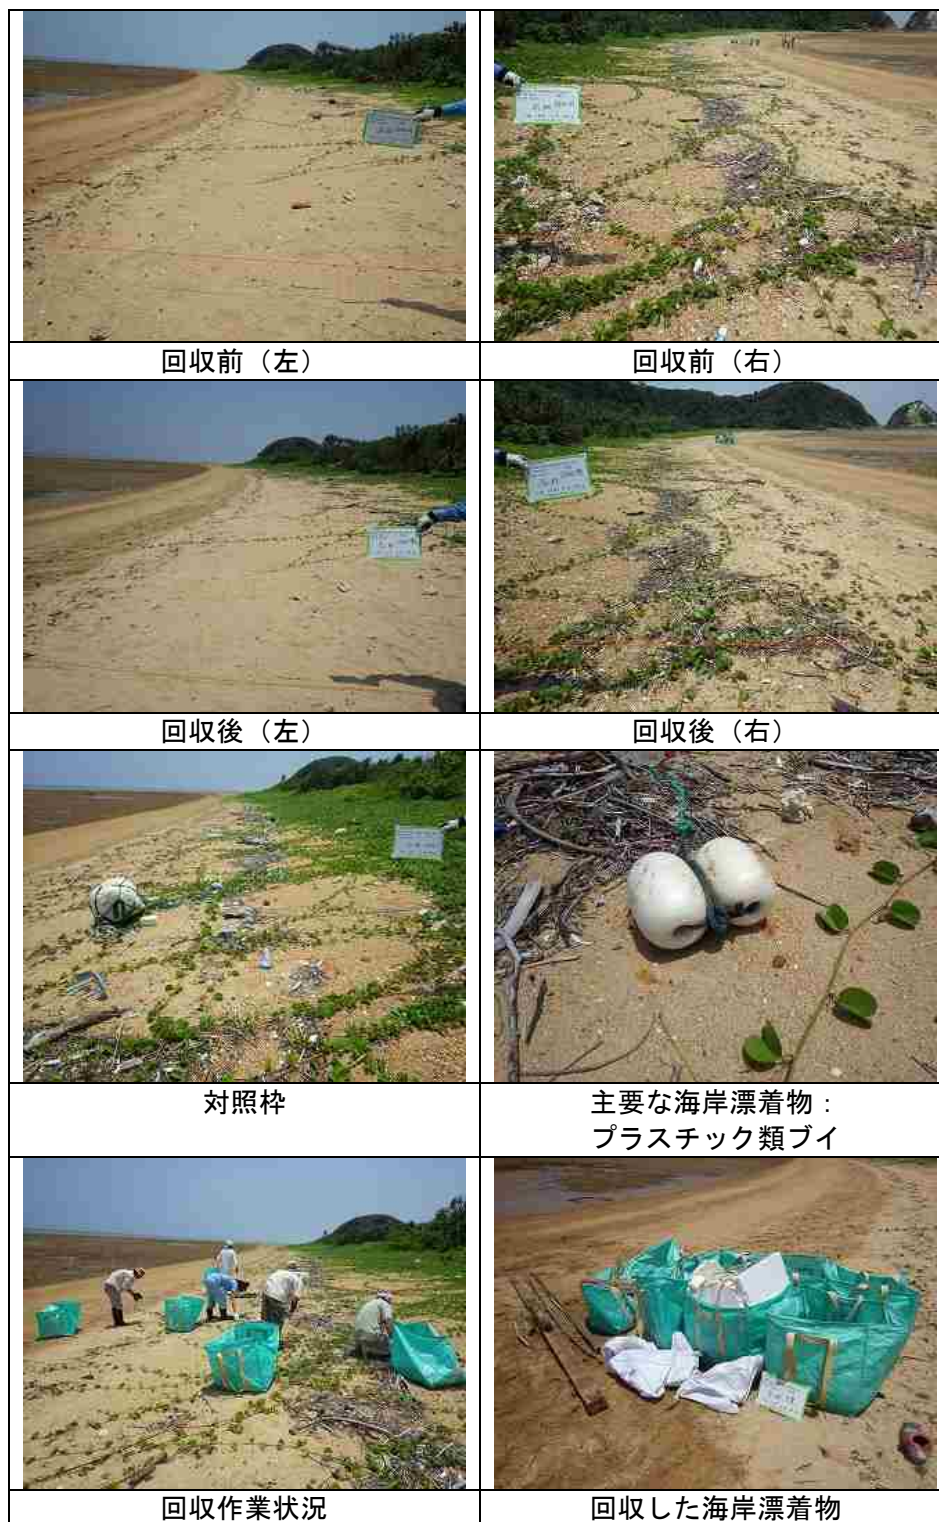 回収前（左）
回収前（右）
回収後（左）
回収後（右）
対照枠
主要な海岸漂着物：
プラスチック類ブイ
回収作業状況
回収した海岸漂着物